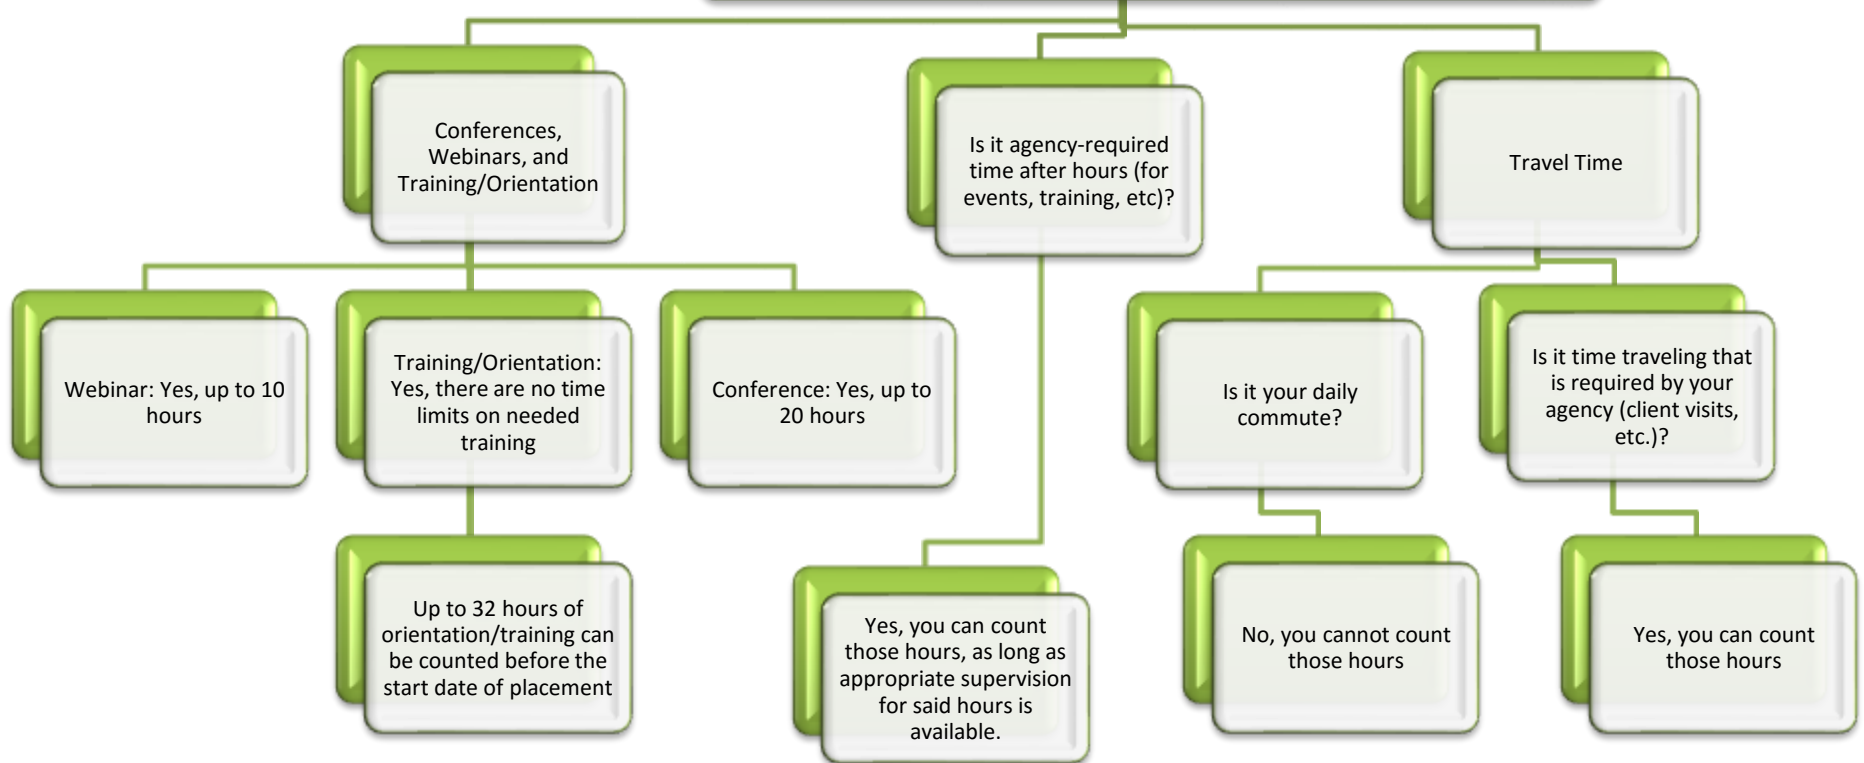 Conferences,
Webinars, and
Training/Orientation
Is it agency-required
time after hours (for
events, training, etc)?
Travel Time
Webinar: Yes, up to 10
hours
Training/Orientation:
Yes, there are no time
limits on needed
training
Conference: Yes, up to
20 hours
Is it your daily
commute?
Is it time traveling that
is required by your
agency (client visits,
etc.)?
Up to 32 hours of
orientation/training can
be counted before the
start date of placement
Yes, you can count
those hours, as long as
appropriate supervision
for said hours is
available.
No, you cannot count
those hours
Yes, you can count
those hours